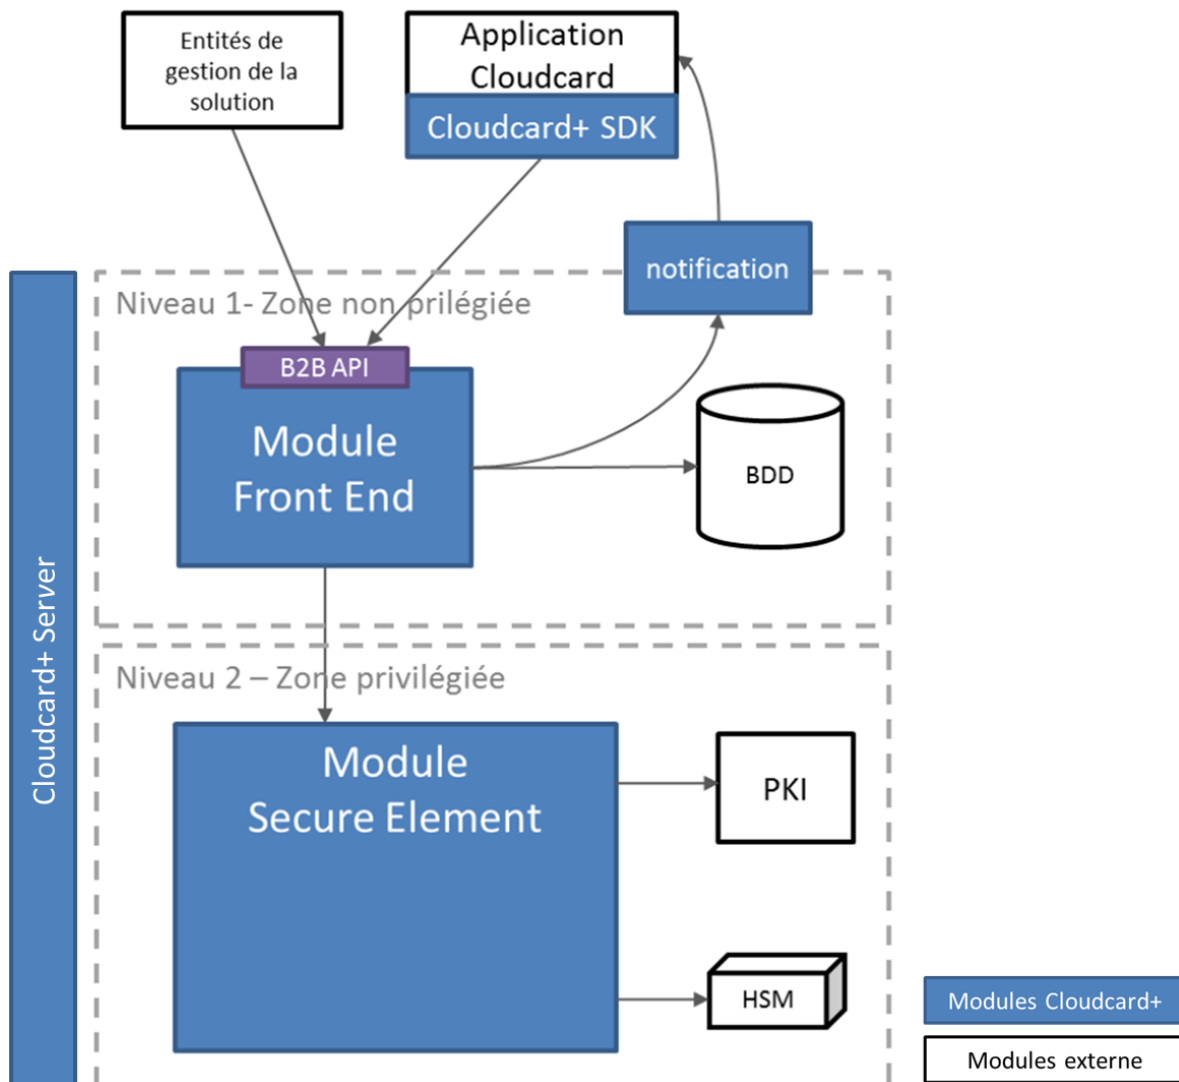 Entités de
gestion de la
solution
Application
Cloudcard
Cloudcard+ SDK
notification
Niveau 1- Zone non prilégiée
B2B API
Module
Front End
BDD
Cloudcard+ Server
Niveau 2 – Zone privilégiée
Module
Secure Element
PKI
HSM
Modules Cloudcard+
Modules externe